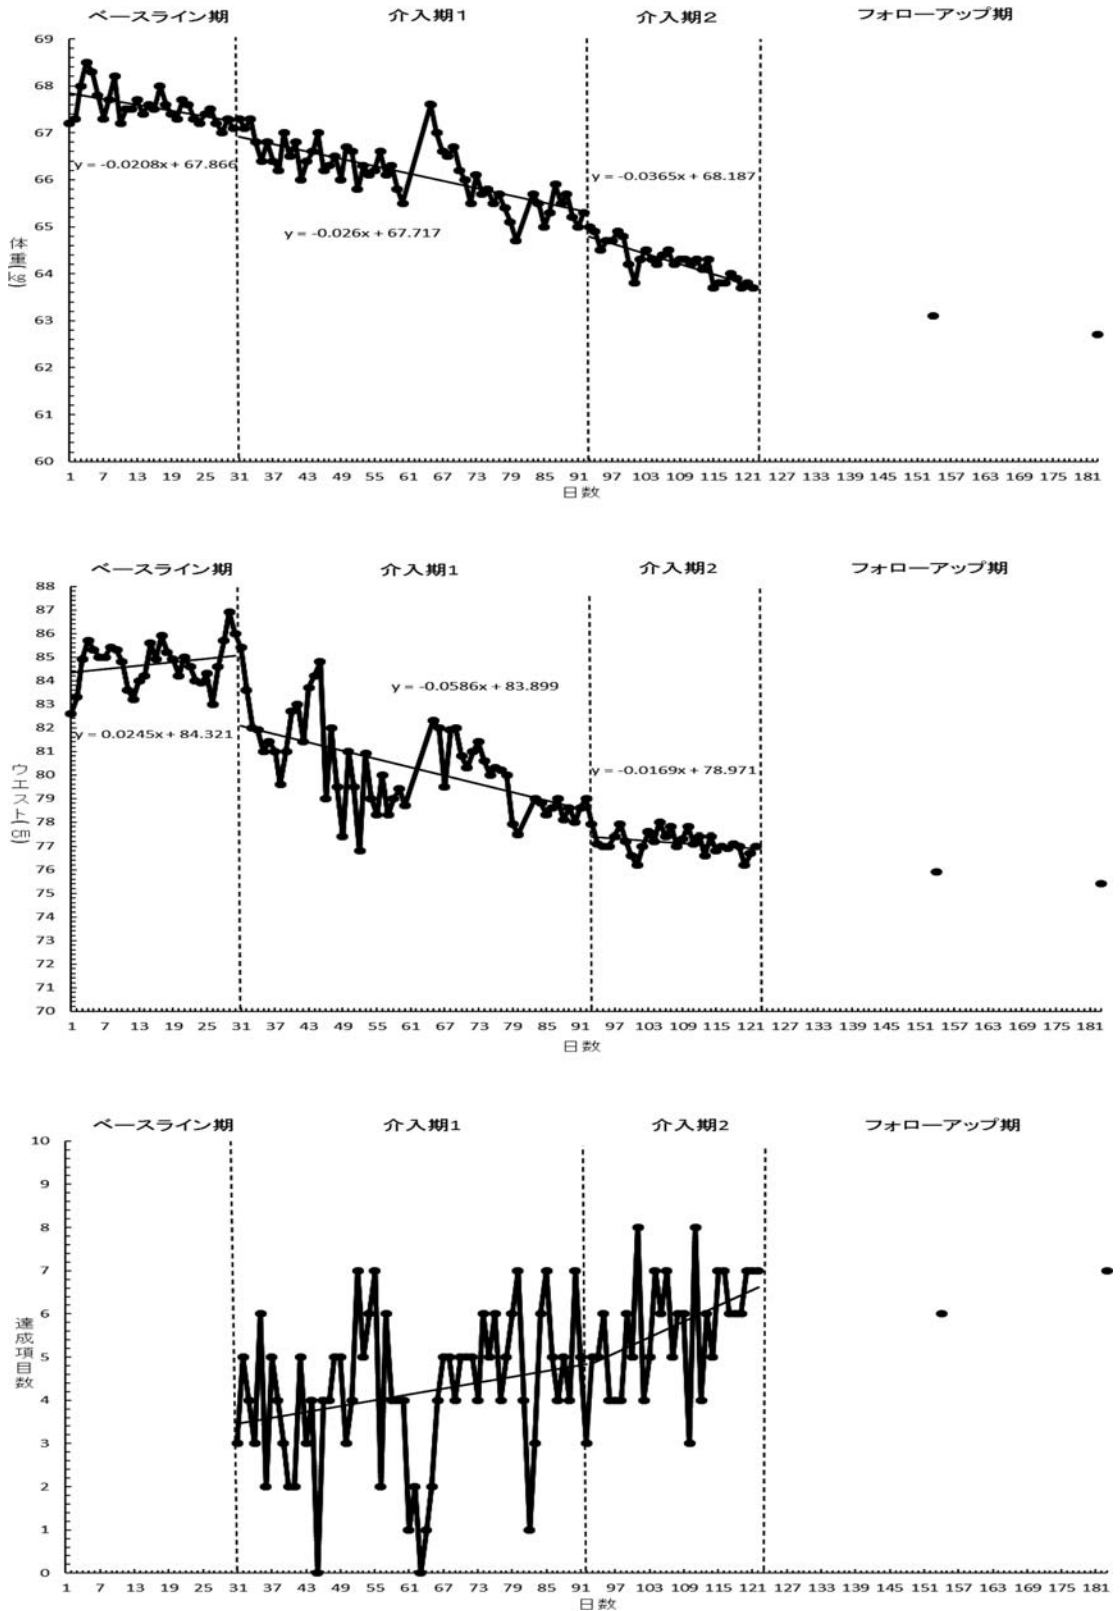 ベースライン期 介入期1 介入期2 フォローアップ期
69
68
67
66
65
64
63
62
61
60
体重(kg)
y = -0.0208x + 67.866
y = -0.026x + 67.717
y = -0.0365x + 68.187
1 7 13 19 25 31 37 43 49 55 61 67 73 79 85 91 97 103 109 115 121 127 133 139 145 151 157 163 169 175 181
日数
ベースライン期 介入期1 介入期2 フォローアップ期
88
87
86
85
84
83
82
81
80
79
78
77
76
75
74
73
72
71
70
ウエスト(cm)
y = 0.0245x + 84.321
y = -0.0586x + 83.899
y = -0.0169x + 78.971
1 7 13 19 25 31 37 43 49 55 61 67 73 79 85 91 97 103 109 115 121 127 133 139 145 151 157 163 169 175 181
日数
ベースライン期 介入期1 介入期2 フォローアップ期
10
9
8
7
6
5
4
3
2
1
0
達成項目数
1 7 13 19 25 31 37 43 49 55 61 67 73 79 85 91 97 103 109 115 121 127 133 139 145 151 157 163 169 175 181
日数